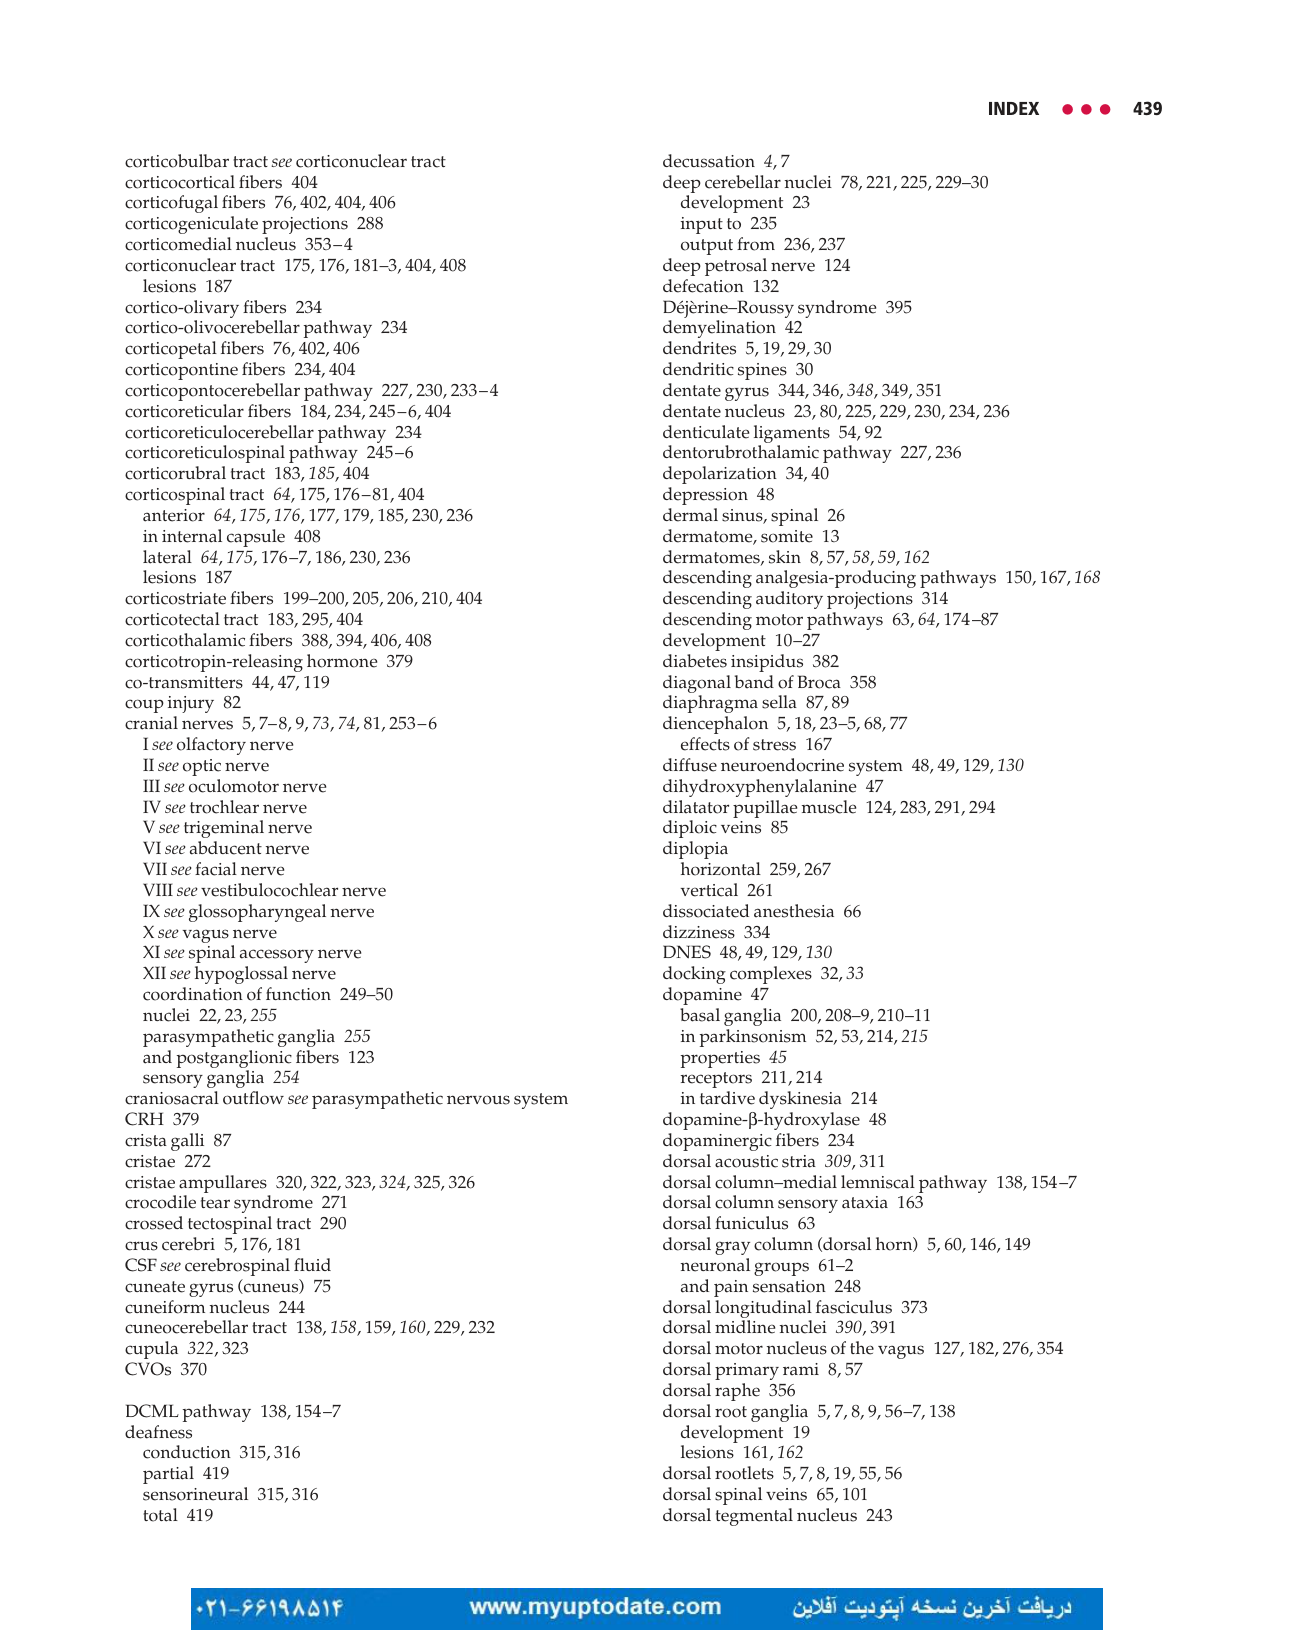 INDEX ●●● 439
corticobulbar tract see corticonuclear tract
corticocortical fibers 404
corticofugal fibers 76, 402, 404, 406
corticogeniculate projections 288
corticomedial nucleus 353–4
corticonuclear tract 175, 176, 181–3, 404, 408
lesions 187
cortico-olivary fibers 234
cortico-olivocerebellar pathway 234
corticopetal fibers 76, 402, 406
corticopontine fibers 234, 404
corticopontocerebellar pathway 227, 230, 233–4
corticoreticular fibers 184, 234, 245–6, 404
corticoreticulocerebellar pathway 234
corticoreticulospinal pathway 245–6
corticorubral tract 183, 185, 404
corticospinal tract 64, 175, 176–81, 404
anterior 64, 175, 176, 177, 179, 185, 230, 236
in internal capsule 408
lateral 64, 175, 176–7, 186, 230, 236
lesions 187
corticostriate fibers 199–200, 205, 206, 210, 404
corticotectal tract 183, 295, 404
corticothalamic fibers 388, 394, 406, 408
corticotropin-releasing hormone 379
co-transmitters 44, 47, 119
coup injury 82
cranial nerves 5, 7–8, 9, 73, 74, 81, 253–6
I see olfactory nerve
II see optic nerve
III see oculomotor nerve
IV see trochlear nerve
V see trigeminal nerve
VI see abducent nerve
VII see facial nerve
VIII see vestibulocochlear nerve
IX see glossopharyngeal nerve
X see vagus nerve
XI see spinal accessory nerve
XII see hypoglossal nerve
coordination of function 249–50
nuclei 22, 23, 255
parasympathetic ganglia 255
and postganglionic fibers 123
sensory ganglia 254
craniosacral outflow see parasympathetic nervous system
CRH 379
crista galli 87
cristae 272
cristae ampullares 320, 322, 323, 324, 325, 326
crocodile tear syndrome 271
crossed tectospinal tract 290
crus cerebri 5, 176, 181
CSF see cerebrospinal fluid
cuneate gyrus (cuneus) 75
cuneiform nucleus 244
cuneocerebellar tract 138, 158, 159, 160, 229, 232
cupula 322, 323
CVOs 370
DCML pathway 138, 154–7
deafness
conduction 315, 316
partial 419
sensorineural 315, 316
total 419
decussation 4, 7
deep cerebellar nuclei 78, 221, 225, 229–30
development 23
input to 235
output from 236, 237
deep petrosal nerve 124
defecation 132
Déjèrine–Roussy syndrome 395
demyelination 42
dendrites 5, 19, 29, 30
dendritic spines 30
dentate gyrus 344, 346, 348, 349, 351
dentate nucleus 23, 80, 225, 229, 230, 234, 236
denticulate ligaments 54, 92
dentorubrothalamic pathway 227, 236
depolarization 34, 40
depression 48
dermal sinus, spinal 26
dermatome, somite 13
dermatomes, skin 8, 57, 58, 59, 162
descending analgesia-producing pathways 150, 167, 168
descending auditory projections 314
descending motor pathways 63, 64, 174–87
development 10–27
diabetes insipidus 382
diagonal band of Broca 358
diaphragma sella 87, 89
diencephalon 5, 18, 23–5, 68, 77
effects of stress 167
diffuse neuroendocrine system 48, 49, 129, 130
dihydroxyphenylalanine 47
dilatator pupillae muscle 124, 283, 291, 294
diploic veins 85
diplopia
horizontal 259, 267
vertical 261
dissociated anesthesia 66
dizziness 334
DNES 48, 49, 129, 130
docking complexes 32, 33
dopamine 47
basal ganglia 200, 208–9, 210–11
in parkinsonism 52, 53, 214, 215
properties 45
receptors 211, 214
in tardive dyskinesia 214
dopamine-β-hydroxylase 48
dopaminergic fibers 234
dorsal acoustic stria 309, 311
dorsal column–medial lemniscal pathway 138, 154–7
dorsal column sensory ataxia 163
dorsal funiculus 63
dorsal gray column (dorsal horn) 5, 60, 146, 149
neuronal groups 61–2
and pain sensation 248
dorsal longitudinal fasciculus 373
dorsal midline nuclei 390, 391
dorsal motor nucleus of the vagus 127, 182, 276, 354
dorsal primary rami 8, 57
dorsal raphe 356
dorsal root ganglia 5, 7, 8, 9, 56–7, 138
development 19
lesions 161, 162
dorsal rootlets 5, 7, 8, 19, 55, 56
dorsal spinal veins 65, 101
dorsal tegmental nucleus 243
۰۲۱-۶۶۱۹۸۵۱۴ www.myuptodate.com دریافت آخرین نسخه آپتودیت آفلاین